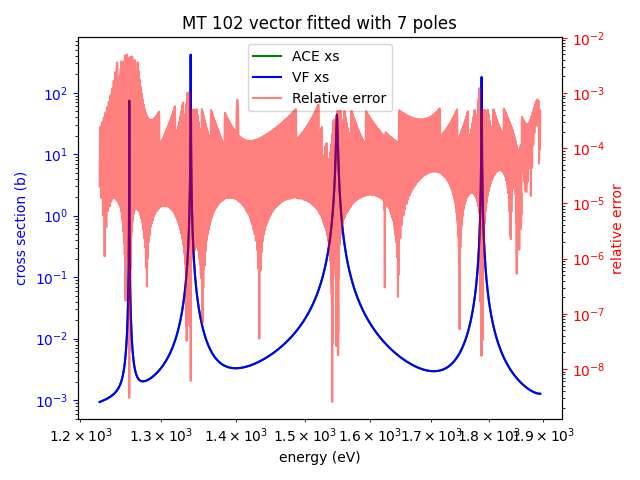 MT 102 vector fitted with 7 poles
ACE xs
VF xs
Relative error
cross section (b)
10²
10¹
10⁰
10⁻¹
10⁻²
10⁻³
10⁻²
10⁻³
10⁻⁴
10⁻⁵
10⁻⁶
10⁻⁷
10⁻⁸
relative error
1.2 × 10³ 1.3 × 10³ 1.4 × 10³ 1.5 × 10³ 1.6 × 10³ 1.7 × 10³ 1.8 × 10³ 1.9 × 10³
energy (eV)